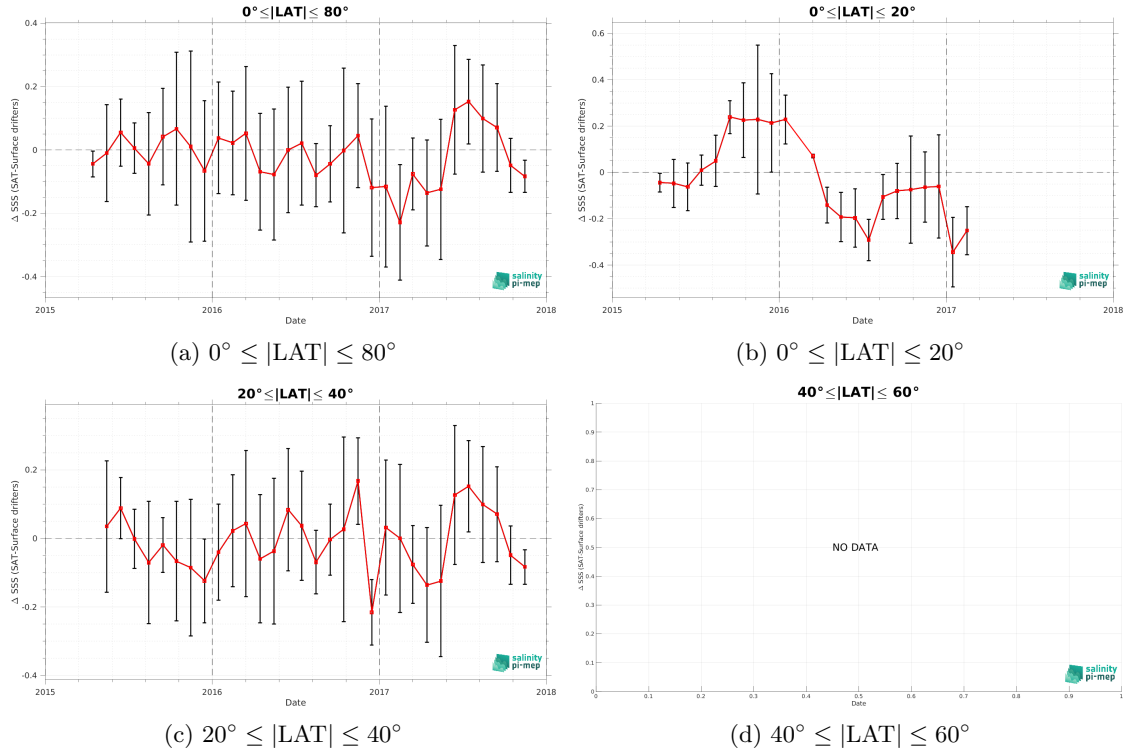 0°≤|LAT|≤ 80°
0.4
0.2
0
-0.2
-0.4
Δ SSS (SAT-Surface drifters)
2015
2016
2017
2018
Date
salinity
pi-mep
(a) 0° ≤ |LAT| ≤ 80°
0°≤|LAT|≤ 20°
0.6
0.4
0.2
0
-0.2
-0.4
Δ SSS (SAT-Surface drifters)
2015
2016
2017
2018
Date
salinity
pi-mep
(b) 0° ≤ |LAT| ≤ 20°
20°≤|LAT|≤ 40°
0.2
0
-0.2
-0.4
Δ SSS (SAT-Surface drifters)
2015
2016
2017
2018
Date
salinity
pi-mep
(c) 20° ≤ |LAT| ≤ 40°
40°≤|LAT|≤ 60°
1
0.9
0.8
0.7
0.6
0.5
0.4
0.3
0.2
0.1
0
Δ SSS (SAT-Surface drifters)
NO DATA
0
0.1
0.2
0.3
0.4
0.5
0.6
0.7
0.8
0.9
1
Date
salinity
pi-mep
(d) 40° ≤ |LAT| ≤ 60°